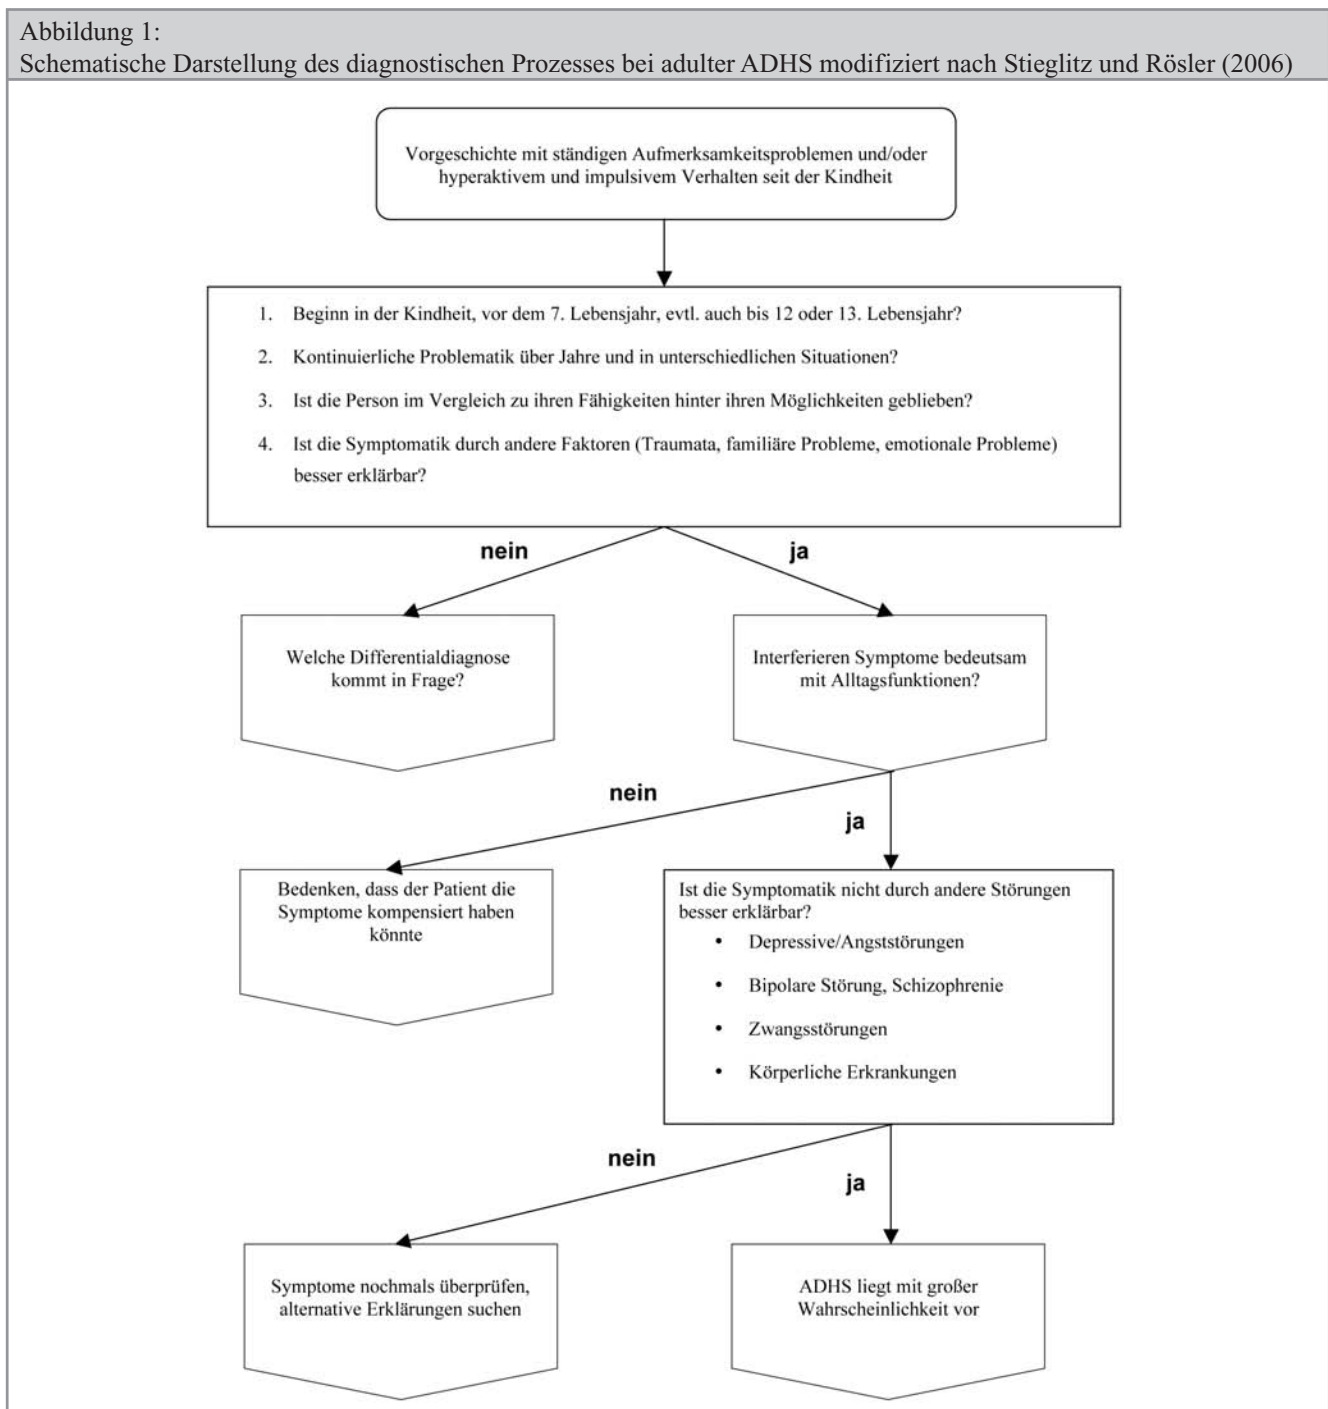 Abbildung 1:
Schematische Darstellung des diagnostischen Prozesses bei adulter ADHS modifiziert nach Stieglitz und Rösler (2006)
Vorgeschichte mit ständigen Aufmerksamkeitsproblemen und/oder
hyperaktivem und impulsivem Verhalten seit der Kindheit
1. Beginn in der Kindheit, vor dem 7. Lebensjahr, evtl. auch bis 12 oder 13. Lebensjahr?
2. Kontinuierliche Problematik über Jahre und in unterschiedlichen Situationen?
3. Ist die Person im Vergleich zu ihren Fähigkeiten hinter ihren Möglichkeiten geblieben?
4. Ist die Symptomatik durch andere Faktoren (Traumata, familiäre Probleme, emotionale Probleme)
besser erklärbar?
nein
ja
Welche Differentialdiagnose
kommt in Frage?
Interferieren Symptome bedeutsam
mit Alltagsfunktionen?
nein
ja
Bedenken, dass der Patient die
Symptome kompensiert haben
könnte
Ist die Symptomatik nicht durch andere Störungen
besser erklärbar?
• Depressive/Angststörungen
• Bipolare Störung, Schizophrenie
• Zwangsstörungen
• Körperliche Erkrankungen
nein
ja
Symptome nochmals überprüfen,
alternative Erklärungen suchen
ADHS liegt mit großer
Wahrscheinlichkeit vor